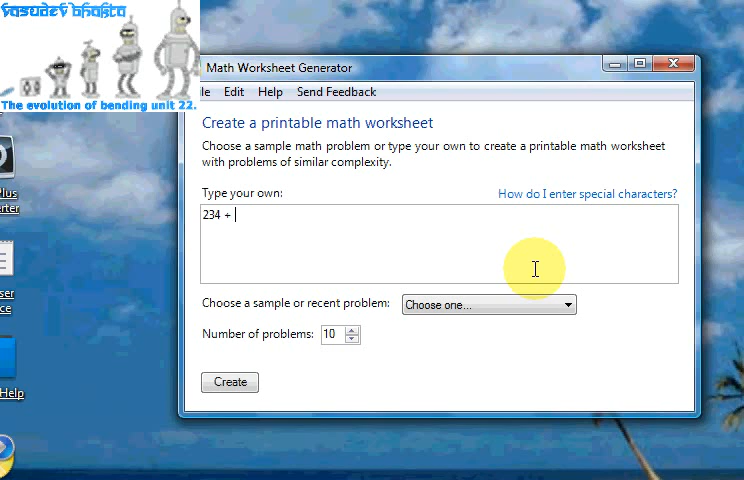 vasudev bhakta
The evolution of bending unit 22.
Math Worksheet Generator
le Edit Help Send Feedback
Create a printable math worksheet
Choose a sample math problem or type your own to create a printable math worksheet
with problems of similar complexity.
Type your own:
How do I enter special characters?
234 +
Choose a sample or recent problem:
Choose one...
Number of problems:
10
Create
Plus
erter
ser
ce
Help